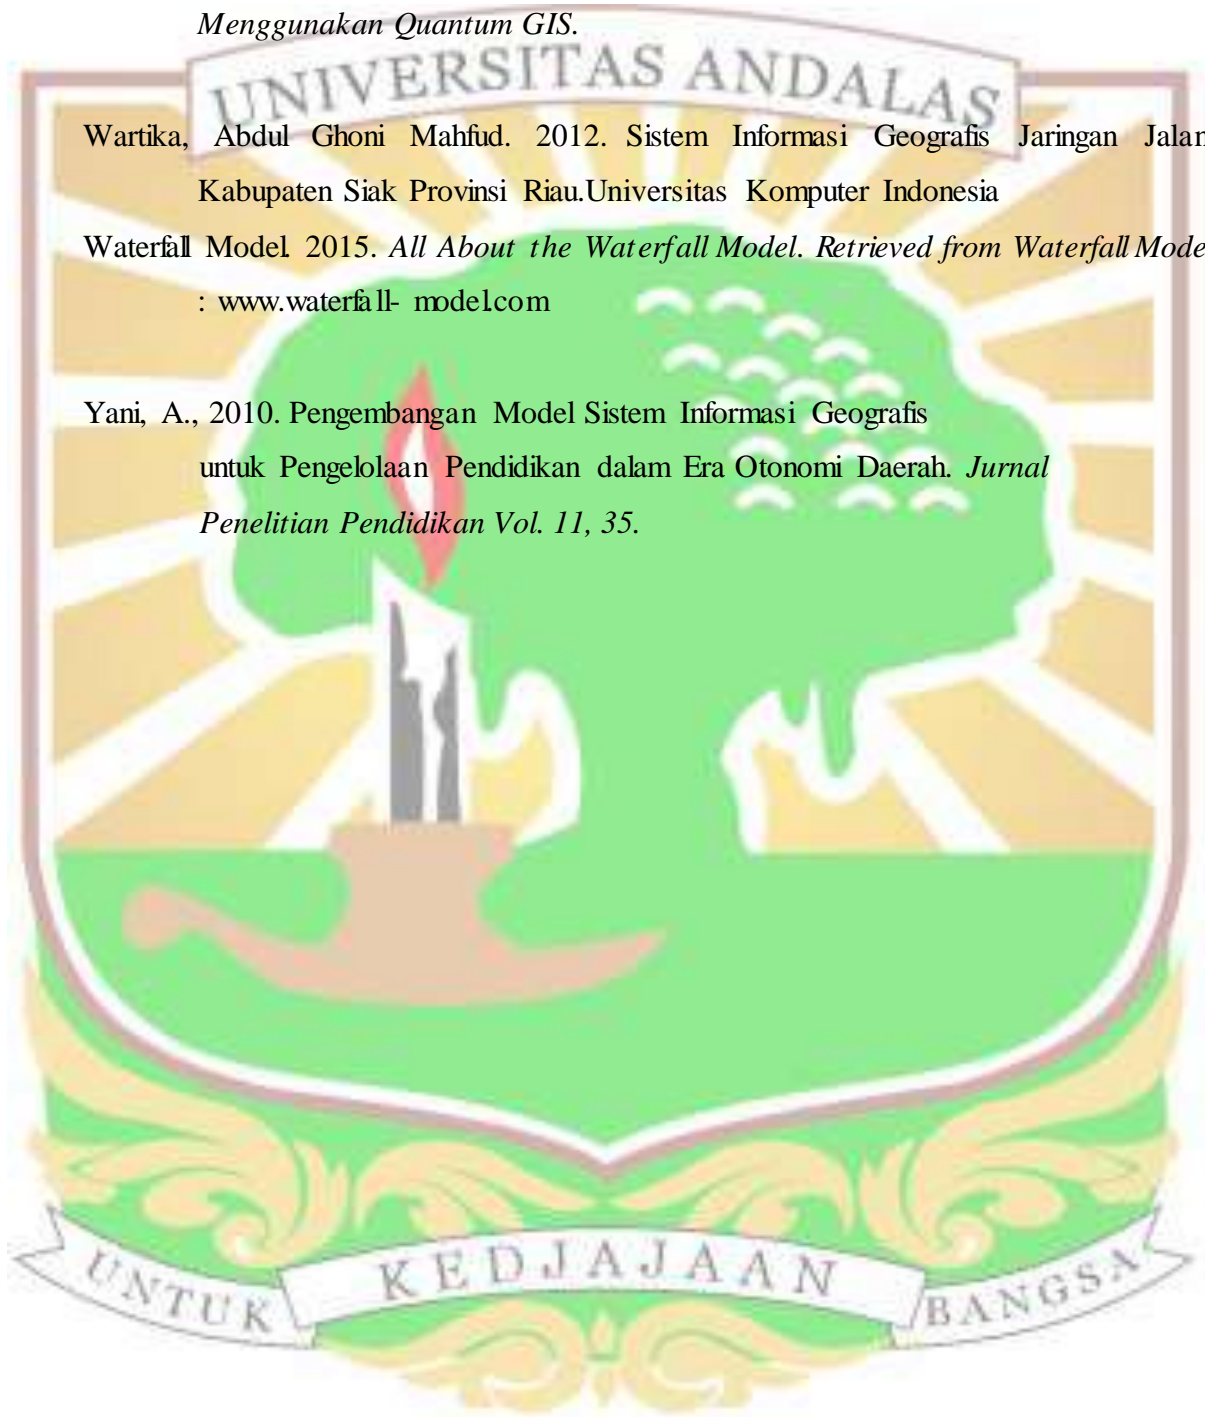 Menggunakan Quantum GIS.
UNIVERSITAS ANDALAS
Wartika, Abdul Ghoni Mahfud. 2012. Sistem Informasi Geografis Jaringan Jalan
Kabupaten Siak Provinsi Riau.Universitas Komputer Indonesia
Waterfall Model. 2015. All About the Waterfall Model. Retrieved from Waterfall Mode
: www.waterfall- model.com
Yani, A., 2010. Pengembangan Model Sistem Informasi Geografis
untuk Pengelolaan Pendidikan dalam Era Otonomi Daerah. Jurnal
Penelitian Pendidikan Vol. 11, 35.
UNTUK KEDJAJAAN BANGSA